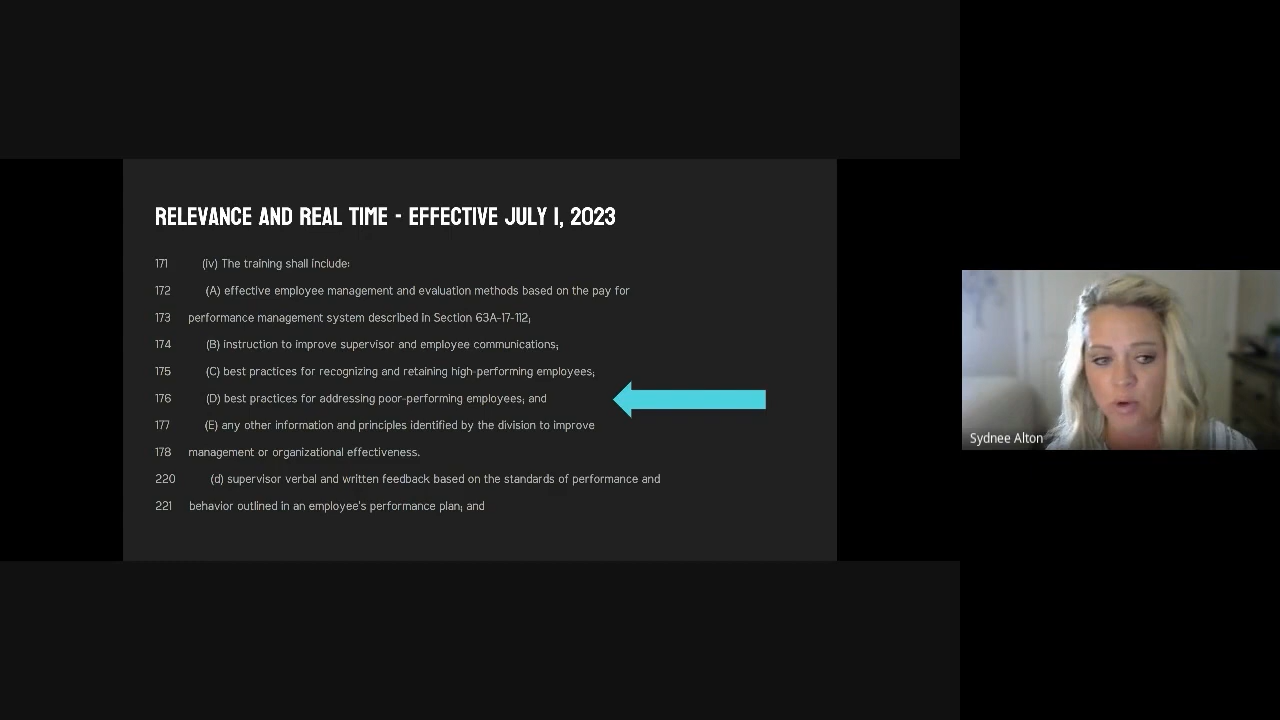 RELEVANCE AND REAL TIME - EFFECTIVE JULY 1, 2023
171 (iv) The training shall include:
172 (A) effective employee management and evaluation methods based on the pay for
173 performance management system described in Section 63A-17-112;
174 (B) instruction to improve supervisor and employee communications;
175 (C) best practices for recognizing and retaining high-performing employees;
176 (D) best practices for addressing poor-performing employees; and
177 (E) any other information and principles identified by the division to improve
178 management or organizational effectiveness.
220 (d) supervisor verbal and written feedback based on the standards of performance and
221 behavior outlined in an employee's performance plan; and
Sydnee Alton